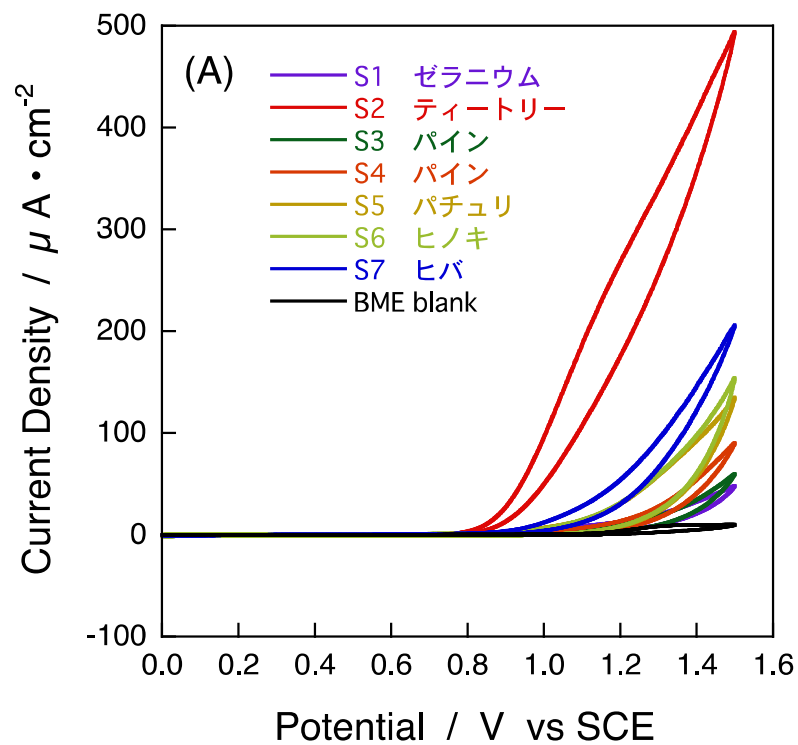 500
400
300
200
100
0
-100
Current Density / μ A・cm-2
(A)
S1 ゼラニウム
S2 ティートリー
S3 パイン
S4 パイン
S5 パチュリ
S6 ヒノキ
S7 ヒバ
BME blank
0.0 0.2 0.4 0.6 0.8 1.0 1.2 1.4 1.6
Potential / V vs SCE